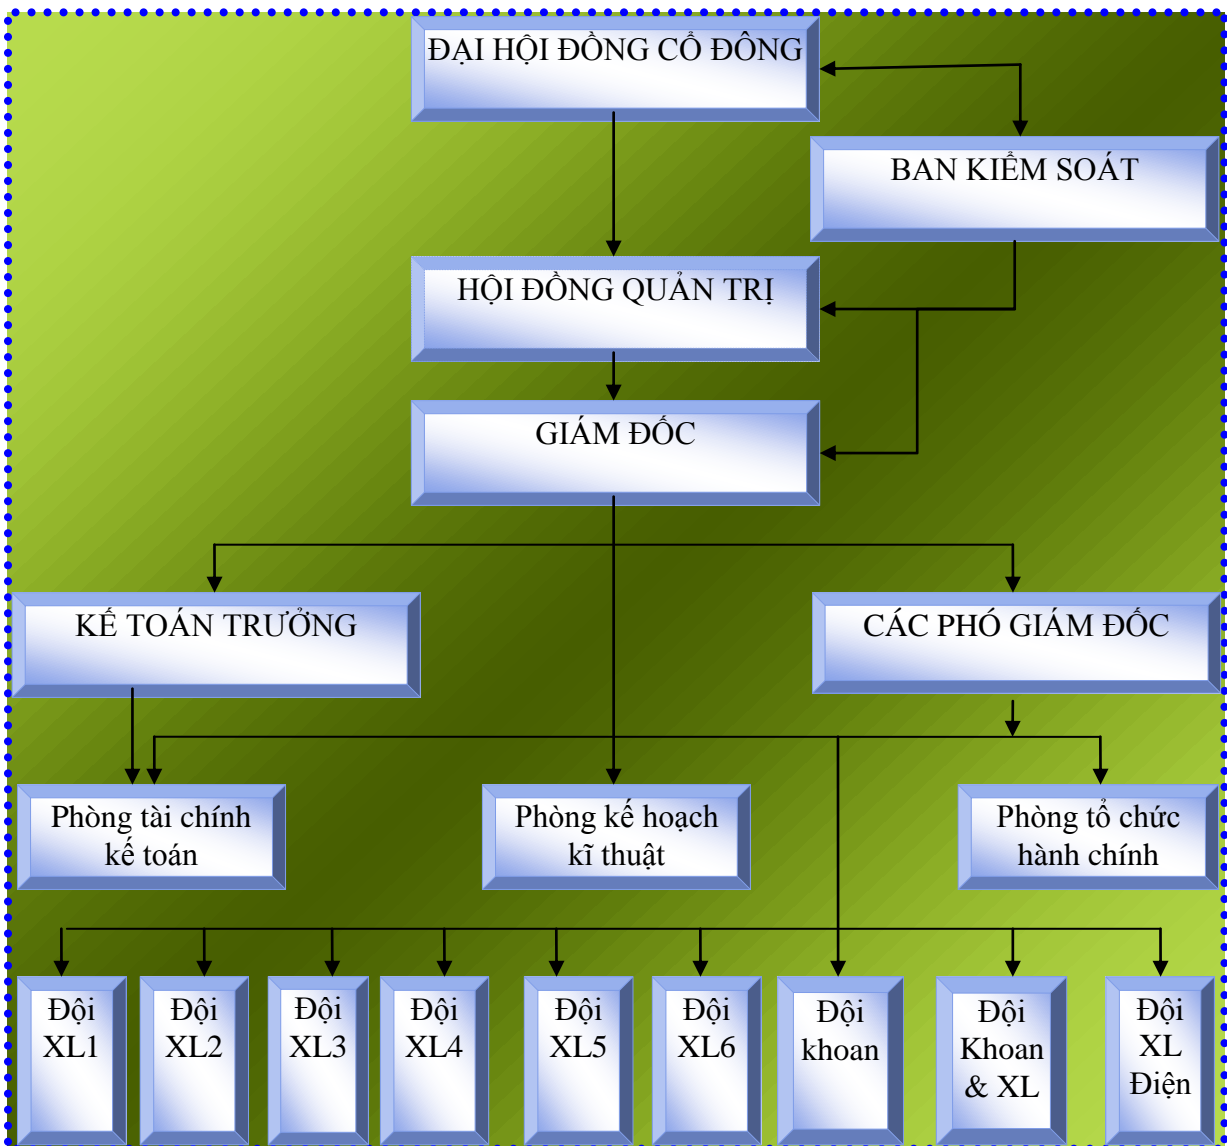 ĐẠI HỘI ĐỒNG CỔ ĐÔNG
BAN KIỂM SOÁT
HỘI ĐỒNG QUẢN TRỊ
GIÁM ĐỐC
KẾ TOÁN TRƯỞNG
CÁC PHÓ GIÁM ĐỐC
Phòng tài chính
kế toán
Phòng kế hoạch
kĩ thuật
Phòng tổ chức
hành chính
Đội
XL1
Đội
XL2
Đội
XL3
Đội
XL4
Đội
XL5
Đội
XL6
Đội
khoan
Đội
Khoan
& XL
Đội
XL
Điện